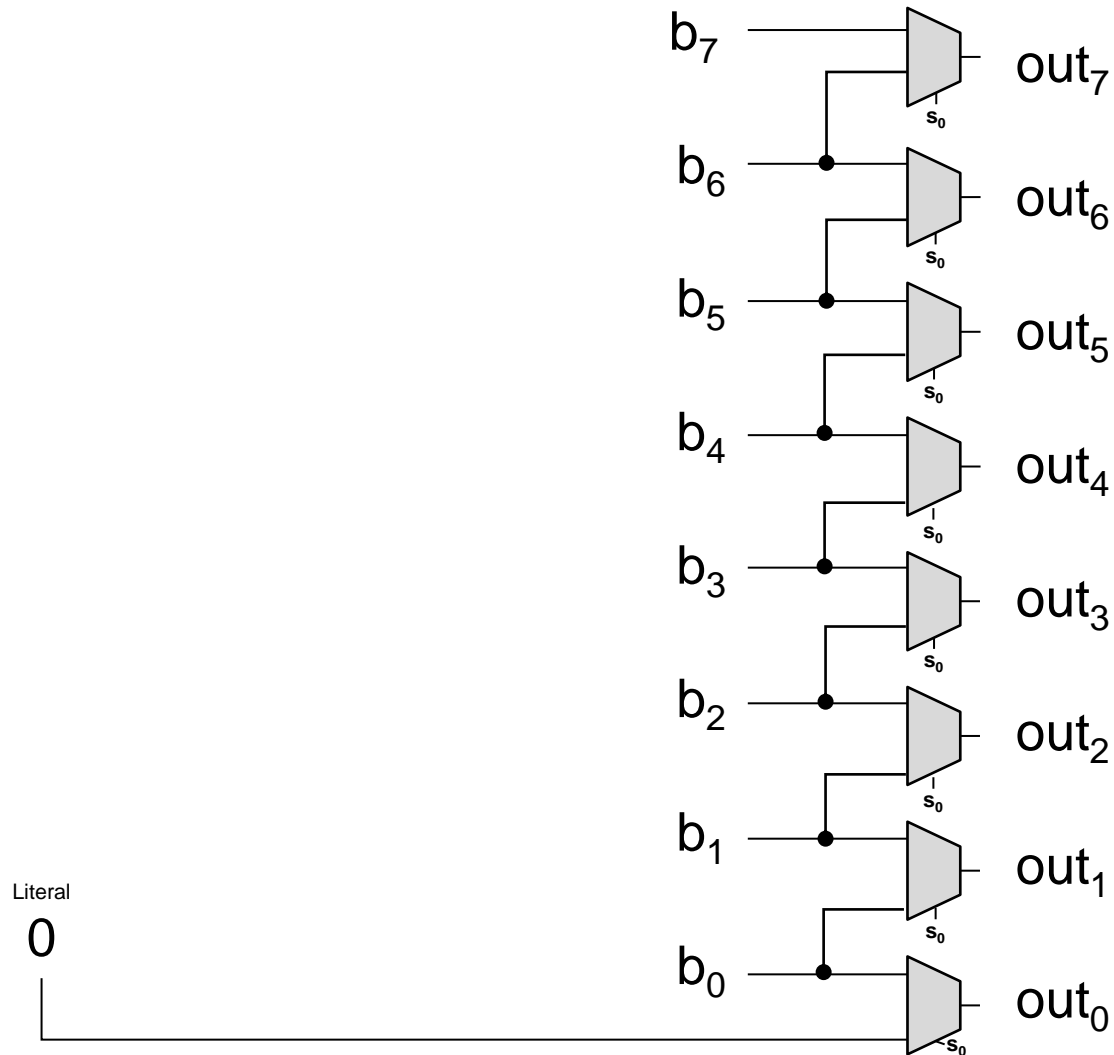 b₇ out₇
s₀
b₆ out₆
s₀
b₅ out₅
s₀
b₄ out₄
s₀
b₃ out₃
s₀
b₂ out₂
s₀
b₁ out₁
Literal
0
s₀
b₀ out₀
s₀